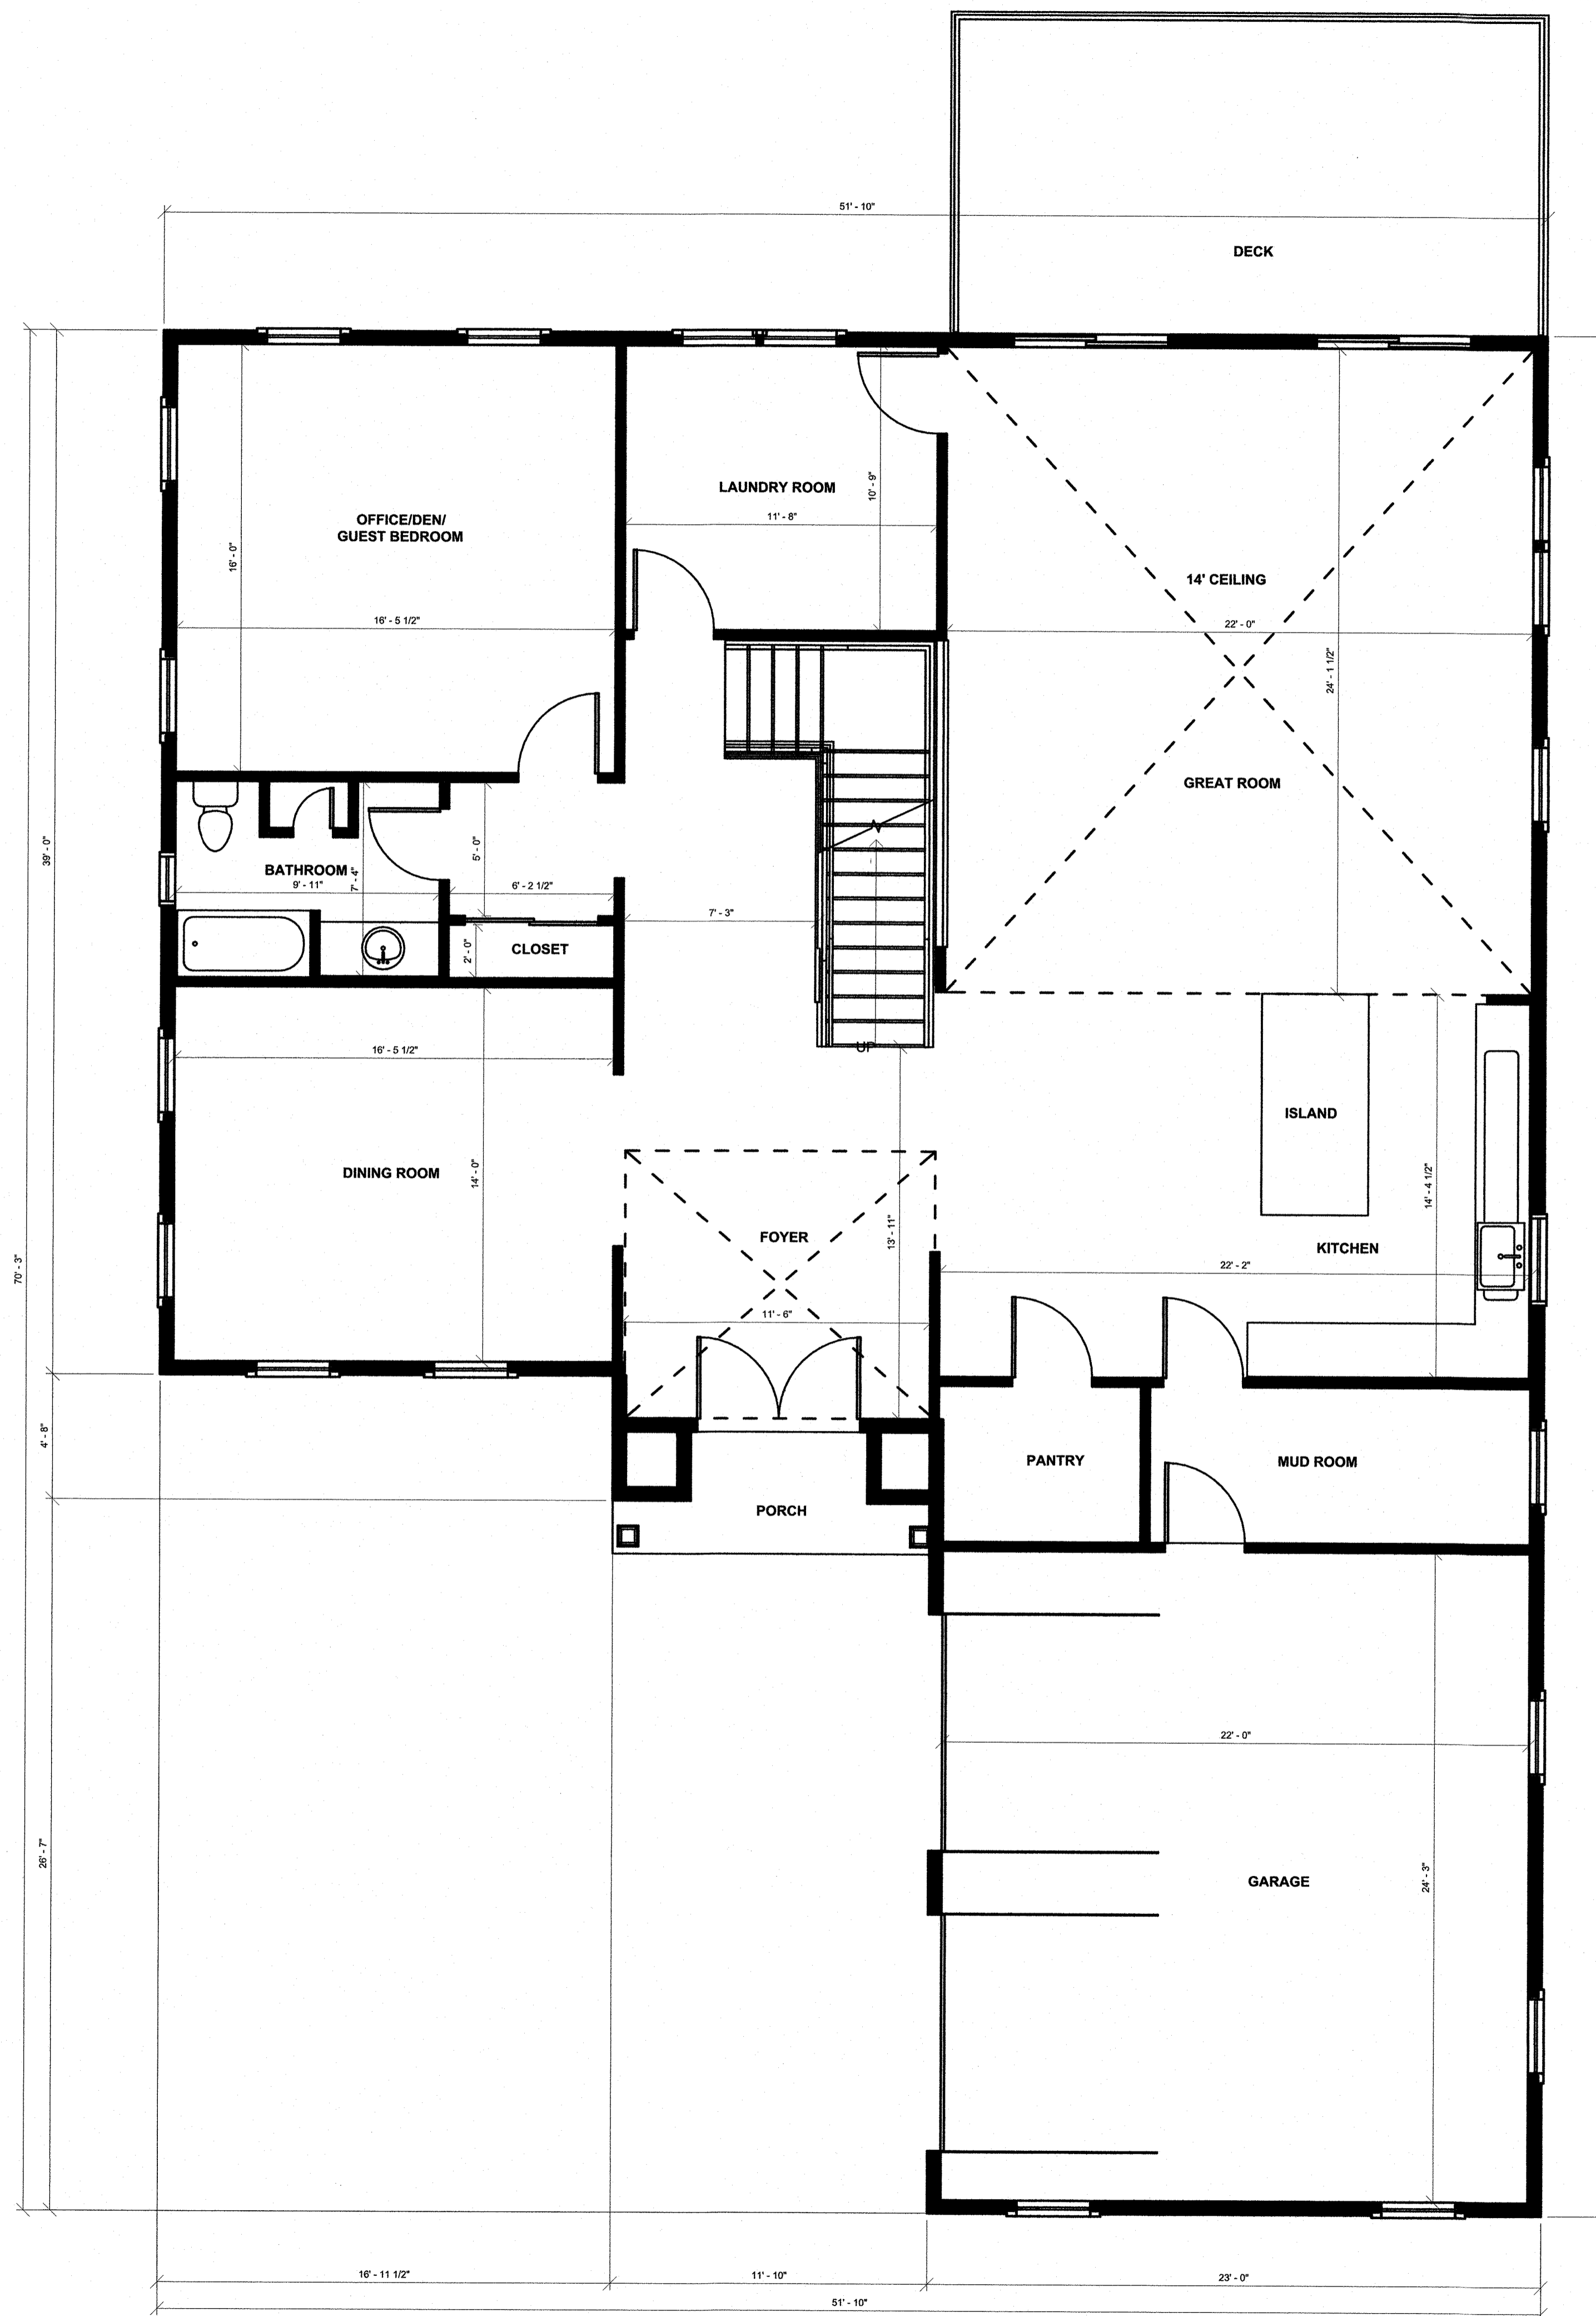 51' - 10"
DECK
OFFICE/DEN/
GUEST BEDROOM
16' - 0"
16' - 5 1/2"
LAUNDRY ROOM
11' - 8"
10' - 9"
14' CEILING
22' - 0"
24' - 1 1/2"
GREAT ROOM
39' - 0"
70' - 3"
BATHROOM
9' - 11"
7' - 4"
5' - 0"
6' - 2 1/2"
2' - 0"
CLOSET
7' - 3"
UP
16' - 5 1/2"
DINING ROOM
14' - 0"
FOYER
13' - 11"
11' - 6"
ISLAND
14' - 4 1/2"
KITCHEN
22' - 2"
4' - 8"
PORCH
PANTRY
MUD ROOM
22' - 0"
GARAGE
24' - 3"
26' - 7"
16' - 11 1/2"
11' - 10"
23' - 0"
51' - 10"